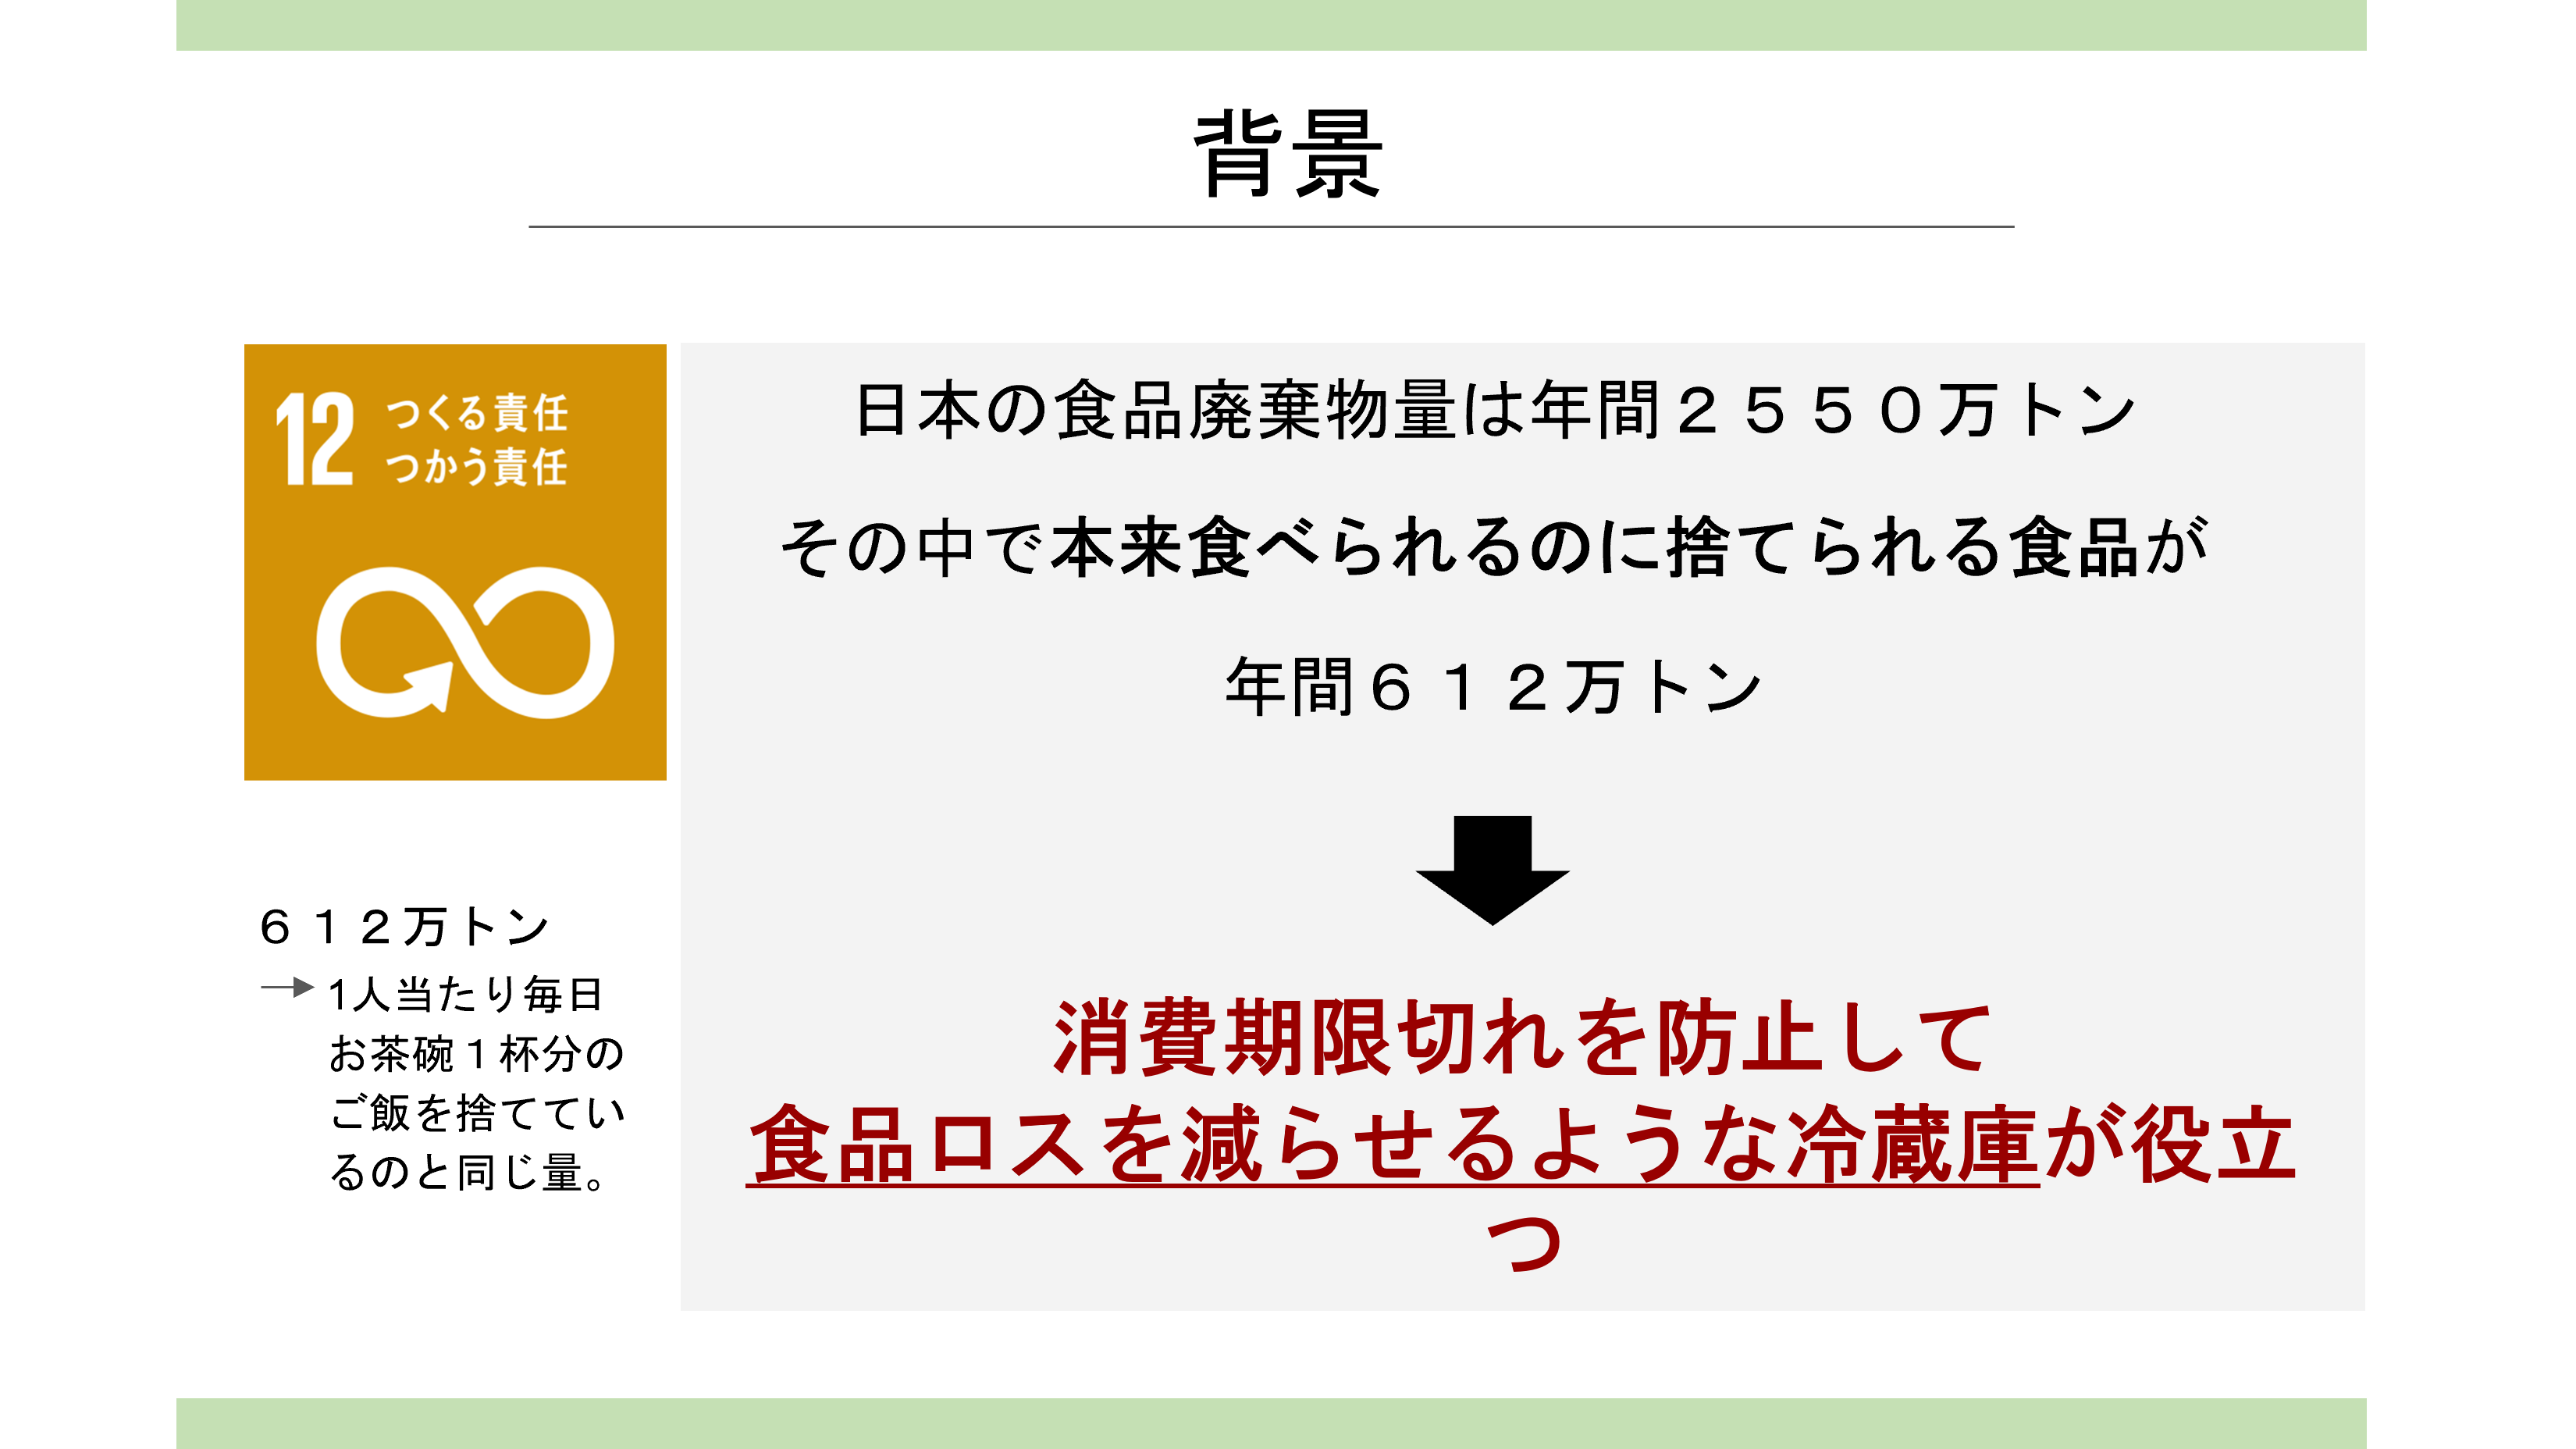 背景
12 つくる責任
つかう責任
日本の食品廃棄物量は年間２５５０万トン
その中で本来食べられるのに捨てられる食品が
年間６１２万トン
６１２万トン
1人当たり毎日
お茶碗１杯分の
ご飯を捨ててい
るのと同じ量。
消費期限切れを防止して
食品ロスを減らせるような冷蔵庫が役立
つ